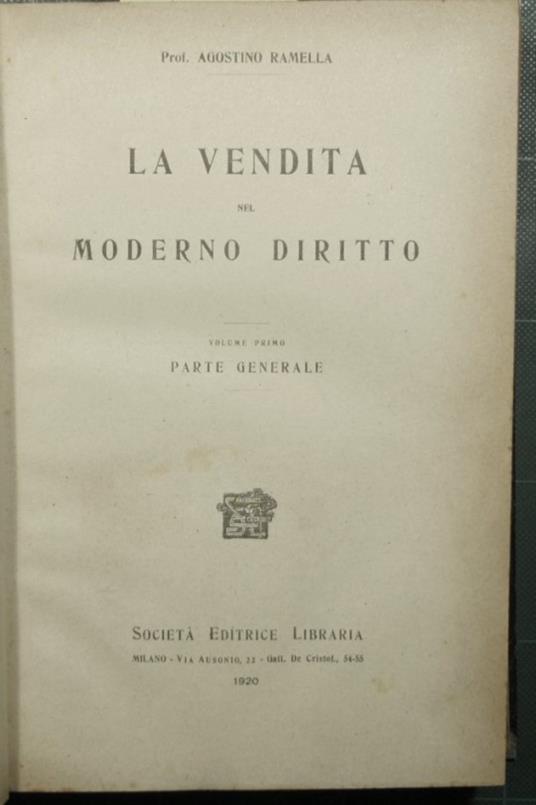 Prof. AGOSTINO RAMELLA
LA VENDITA
NEL
MODERNO DIRITTO
VOLUME PRIMO
PARTE GENERALE
SOCIETÀ EDITRICE LIBRARIA
MILANO - VIA AUSONIO, 22 - Gall. De Cristof., 54-55
1920